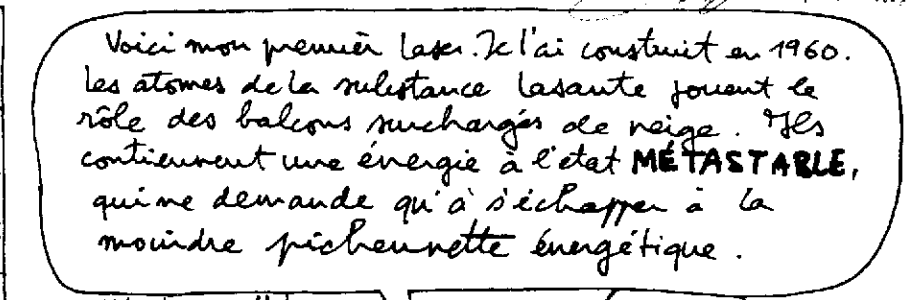 Voici mon premier laser. Je l'ai construit en 1960.
Les atomes de la substance lasante jouent le
rôle des balcons surchargés de neige. Ils
contiennent une énergie à l'état MÉTASTABLE,
qui ne demande qu'à s'échapper à la
moindre pichenette énergétique.